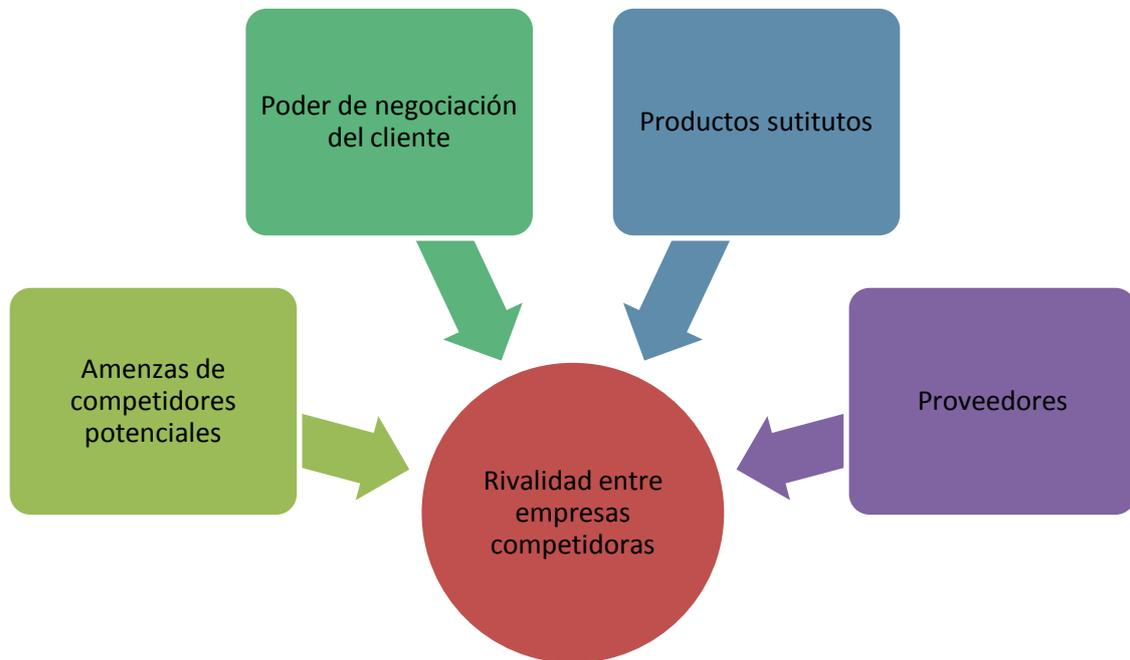 Poder de negociación
del cliente
Productos sutitutos
Amenzas de
competidores
potenciales
Proveedores
Rivalidad entre
empresas
competidoras